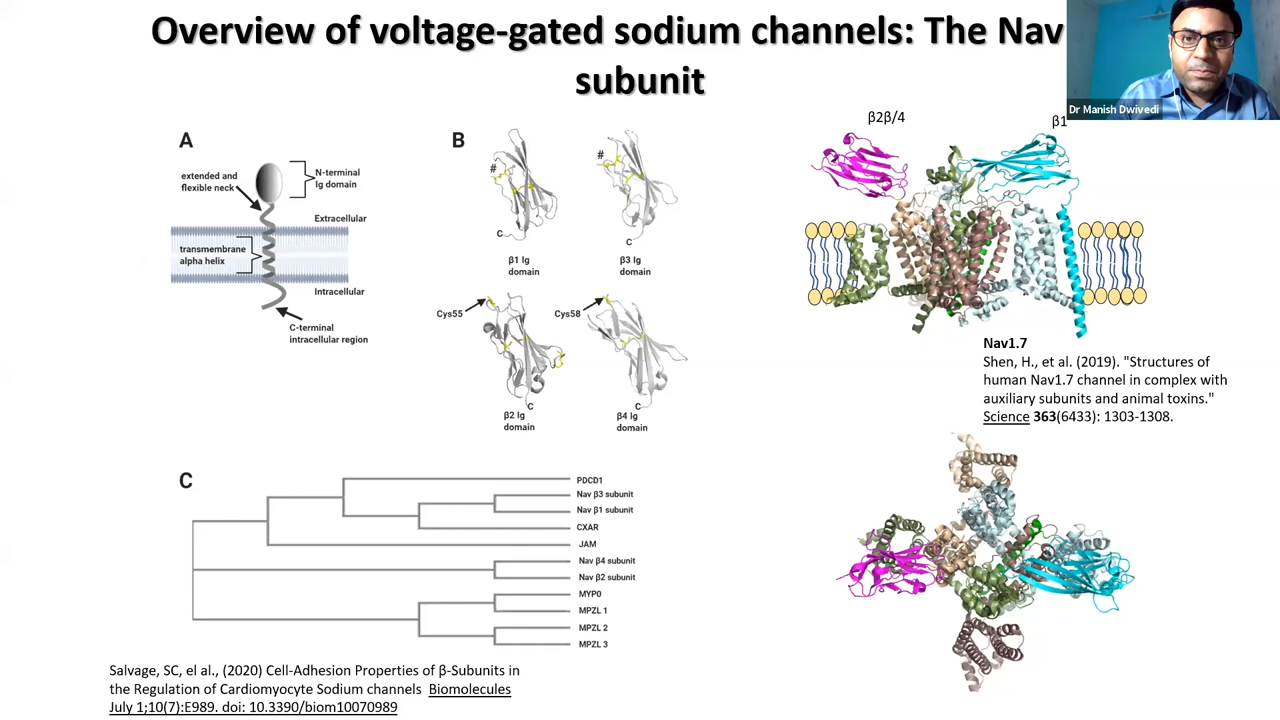 Overview of voltage-gated sodium channels: The Nav
subunit
Dr Manish Dwivedi
A
extended and
flexible neck
N-terminal
Ig domain
Extracellular
transmembrane
alpha helix
Intracellular
C-terminal
intracellular region
B
#
C
β1 Ig
domain
#
C
β3 Ig
domain
Cys55
C
β2 Ig
domain
Cys58
C
β4 Ig
domain
β2β/4
β1
Nav1.7
Shen, H., et al. (2019). "Structures of
human Nav1.7 channel in complex with
auxiliary subunits and animal toxins."
Science 363(6433): 1303-1308.
C
PDCD1
Nav β3 subunit
Nav β1 subunit
CXAR
JAM
Nav β4 subunit
Nav β2 subunit
MYP0
MPZL 1
MPZL 2
MPZL 3
Salvage, SC, el al., (2020) Cell-Adhesion Properties of β-Subunits in
the Regulation of Cardiomyocyte Sodium channels Biomolecules
July 1;10(7):E989. doi: 10.3390/biom10070989